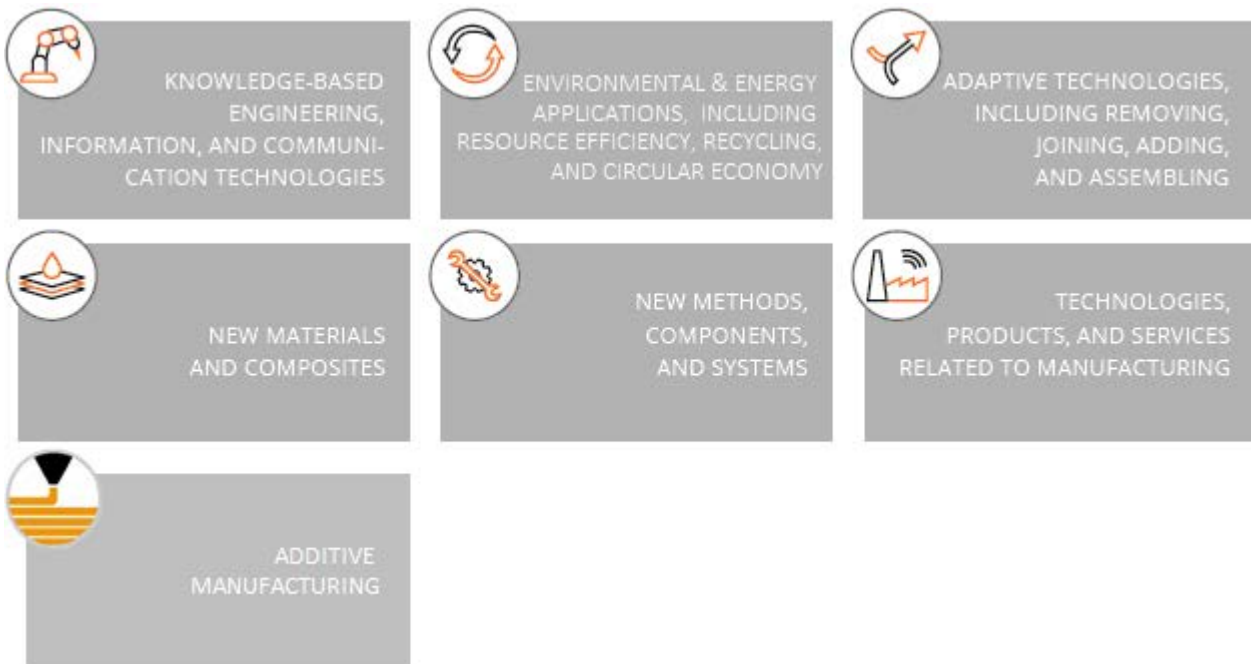 KNOWLEDGE-BASED
ENGINEERING,
INFORMATION, AND COMMUNI-
CATION TECHNOLOGIES
ENVIRONMENTAL & ENERGY
APPLICATIONS, INCLUDING
RESOURCE EFFICIENCY, RECYCLING,
AND CIRCULAR ECONOMY
ADAPTIVE TECHNOLOGIES,
INCLUDING REMOVING,
JOINING, ADDING,
AND ASSEMBLING
NEW MATERIALS
AND COMPOSITES
NEW METHODS,
COMPONENTS,
AND SYSTEMS
TECHNOLOGIES,
PRODUCTS, AND SERVICES
RELATED TO MANUFACTURING
ADDITIVE
MANUFACTURING